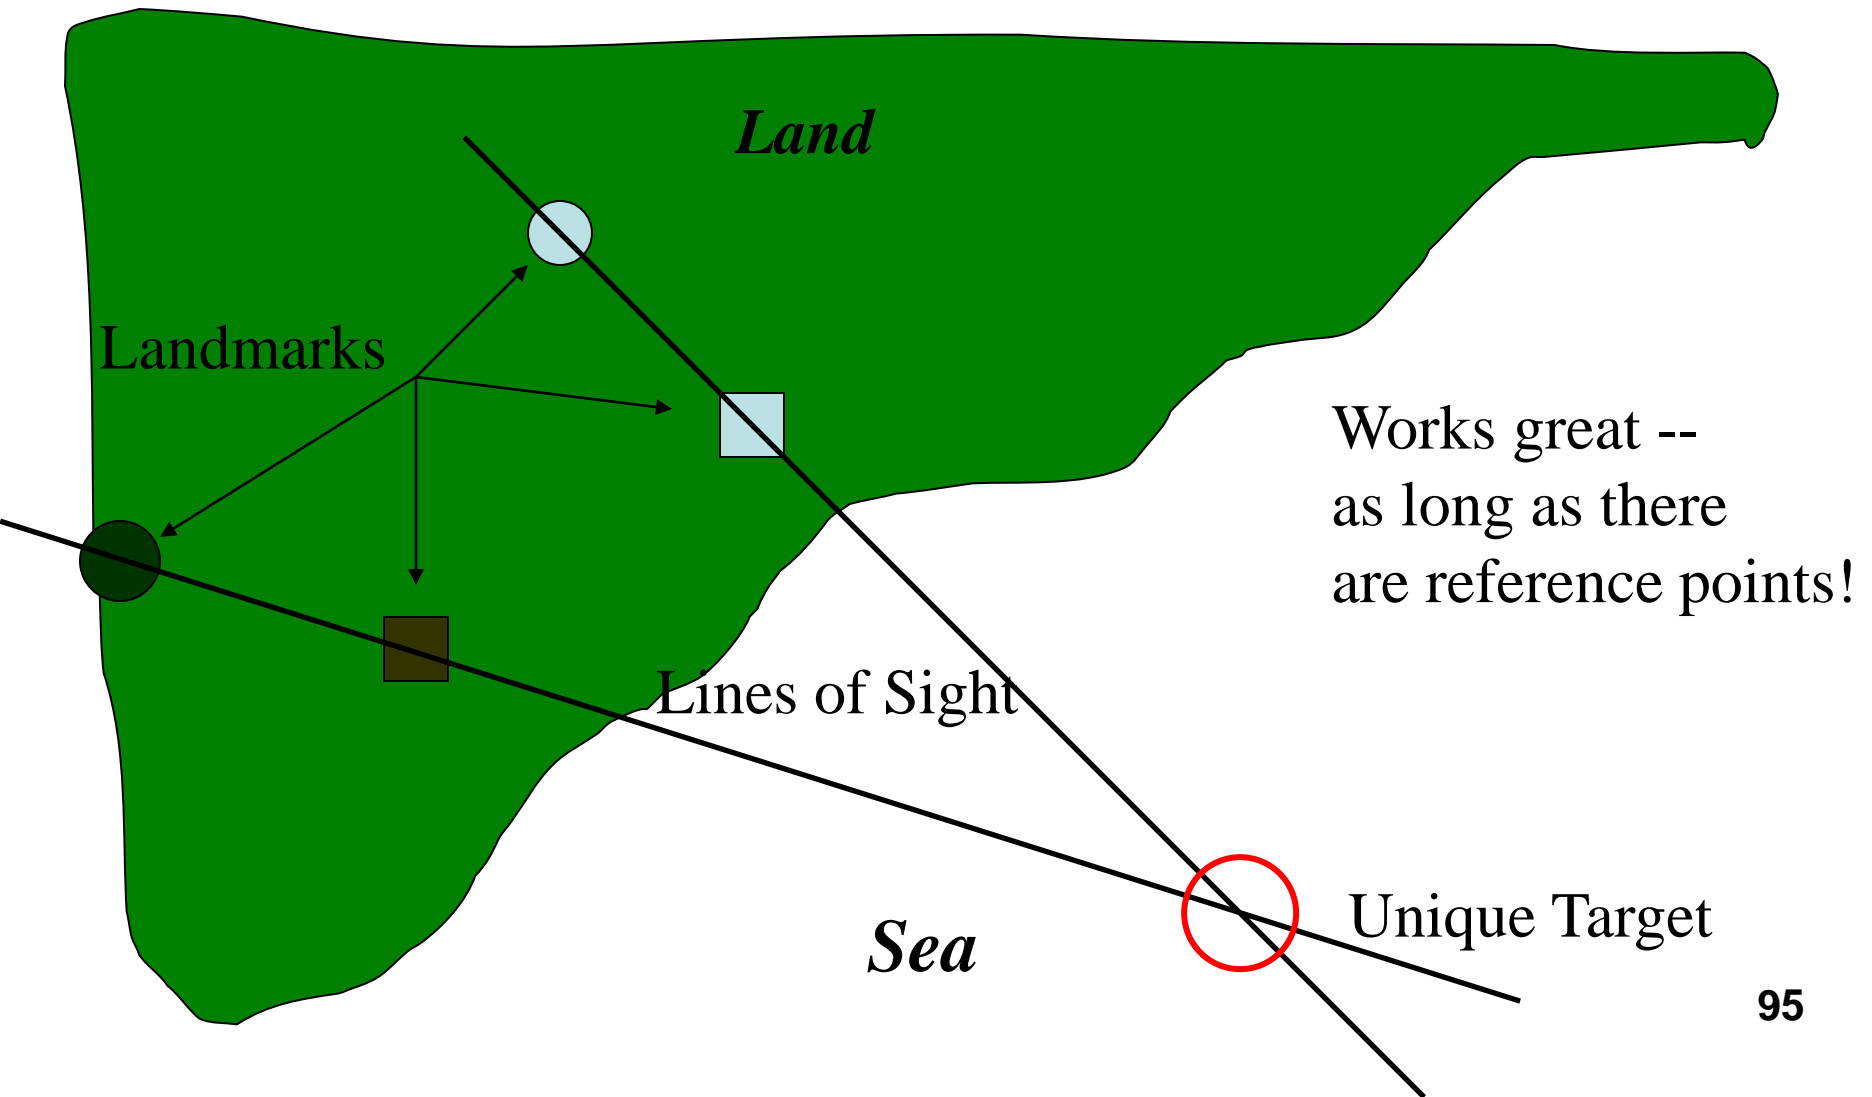 Land
Landmarks
Works great --
as long as there
are reference points!
Lines of Sight
Unique Target
Sea
95